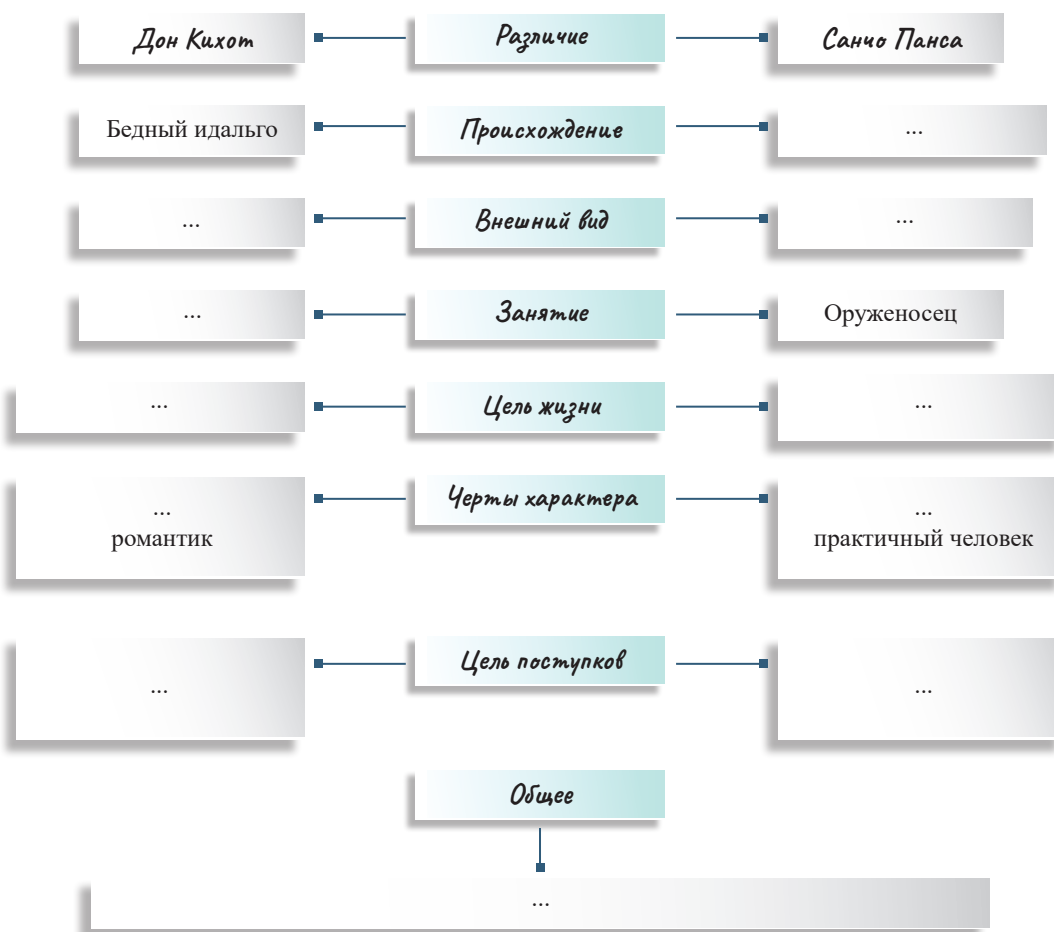 Дон Кихот
Различие
Санчо Панса
Бедный идальго
Происхождение
...
...
Внешний вид
...
...
Занятие
Оруженосец
...
Цель жизни
...
...
романтик
Черты характера
...
практичный человек
...
Цель поступков
...
Общее
...